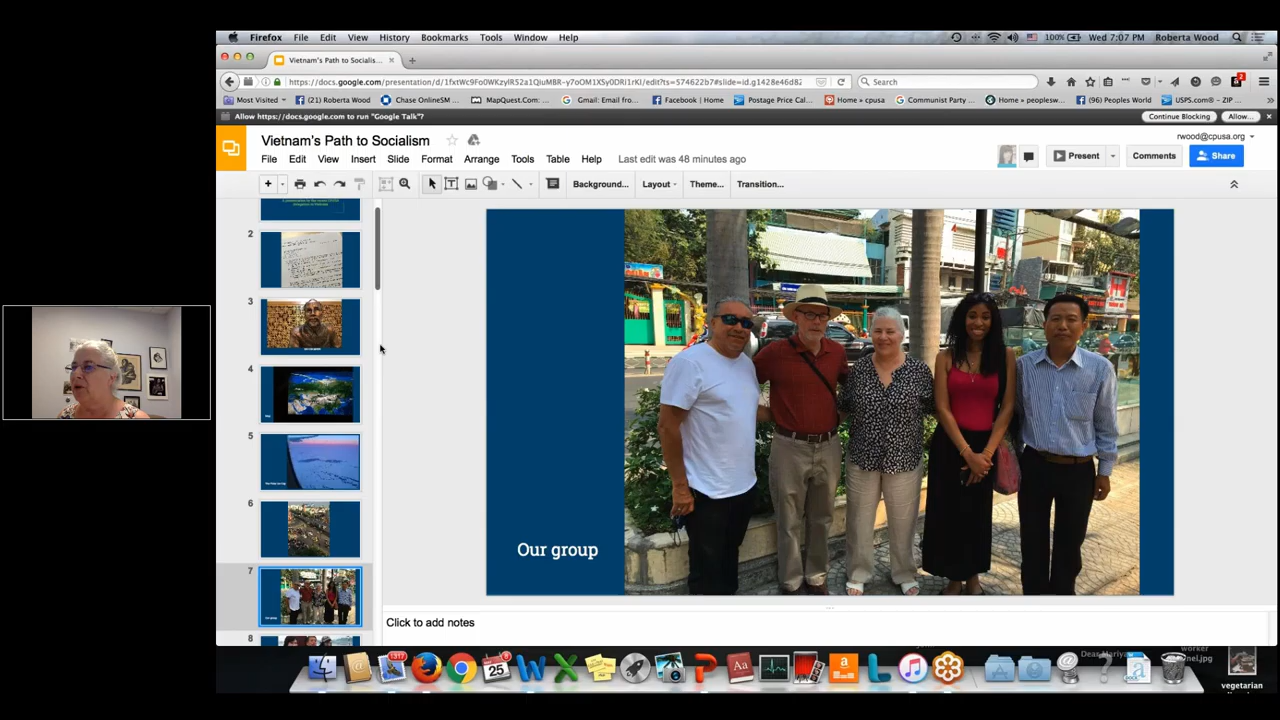 Firefox File Edit View History Bookmarks Tools Window Help 100% Wed 7:07 PM Roberta Wood
Vietnam's Path to Socialis...
https://docs.google.com/presentation/d/ Search
Most Visited (21) Roberta Wood Chase OnlineSM ... MapQuest.Com: ... Gmail: Email fro... Facebook | Home Postage Price Cal... Home » cpusa Communist Party ... Home » peoplesw... (96) Peoples World USPS.com® - ZIP ...
Allow https://docs.google.com to run "Google Talk"? Continue Blocking Allow...
Vietnam's Path to Socialism
rwood@cpusa.org
File Edit View Insert Slide Format Arrange Tools Table Help Last edit was 48 minutes ago
Present Comments Share
Background... Layout Theme... Transition...
2
3
4
5
6
7
8
Our group
Click to add notes
25
vegetarian